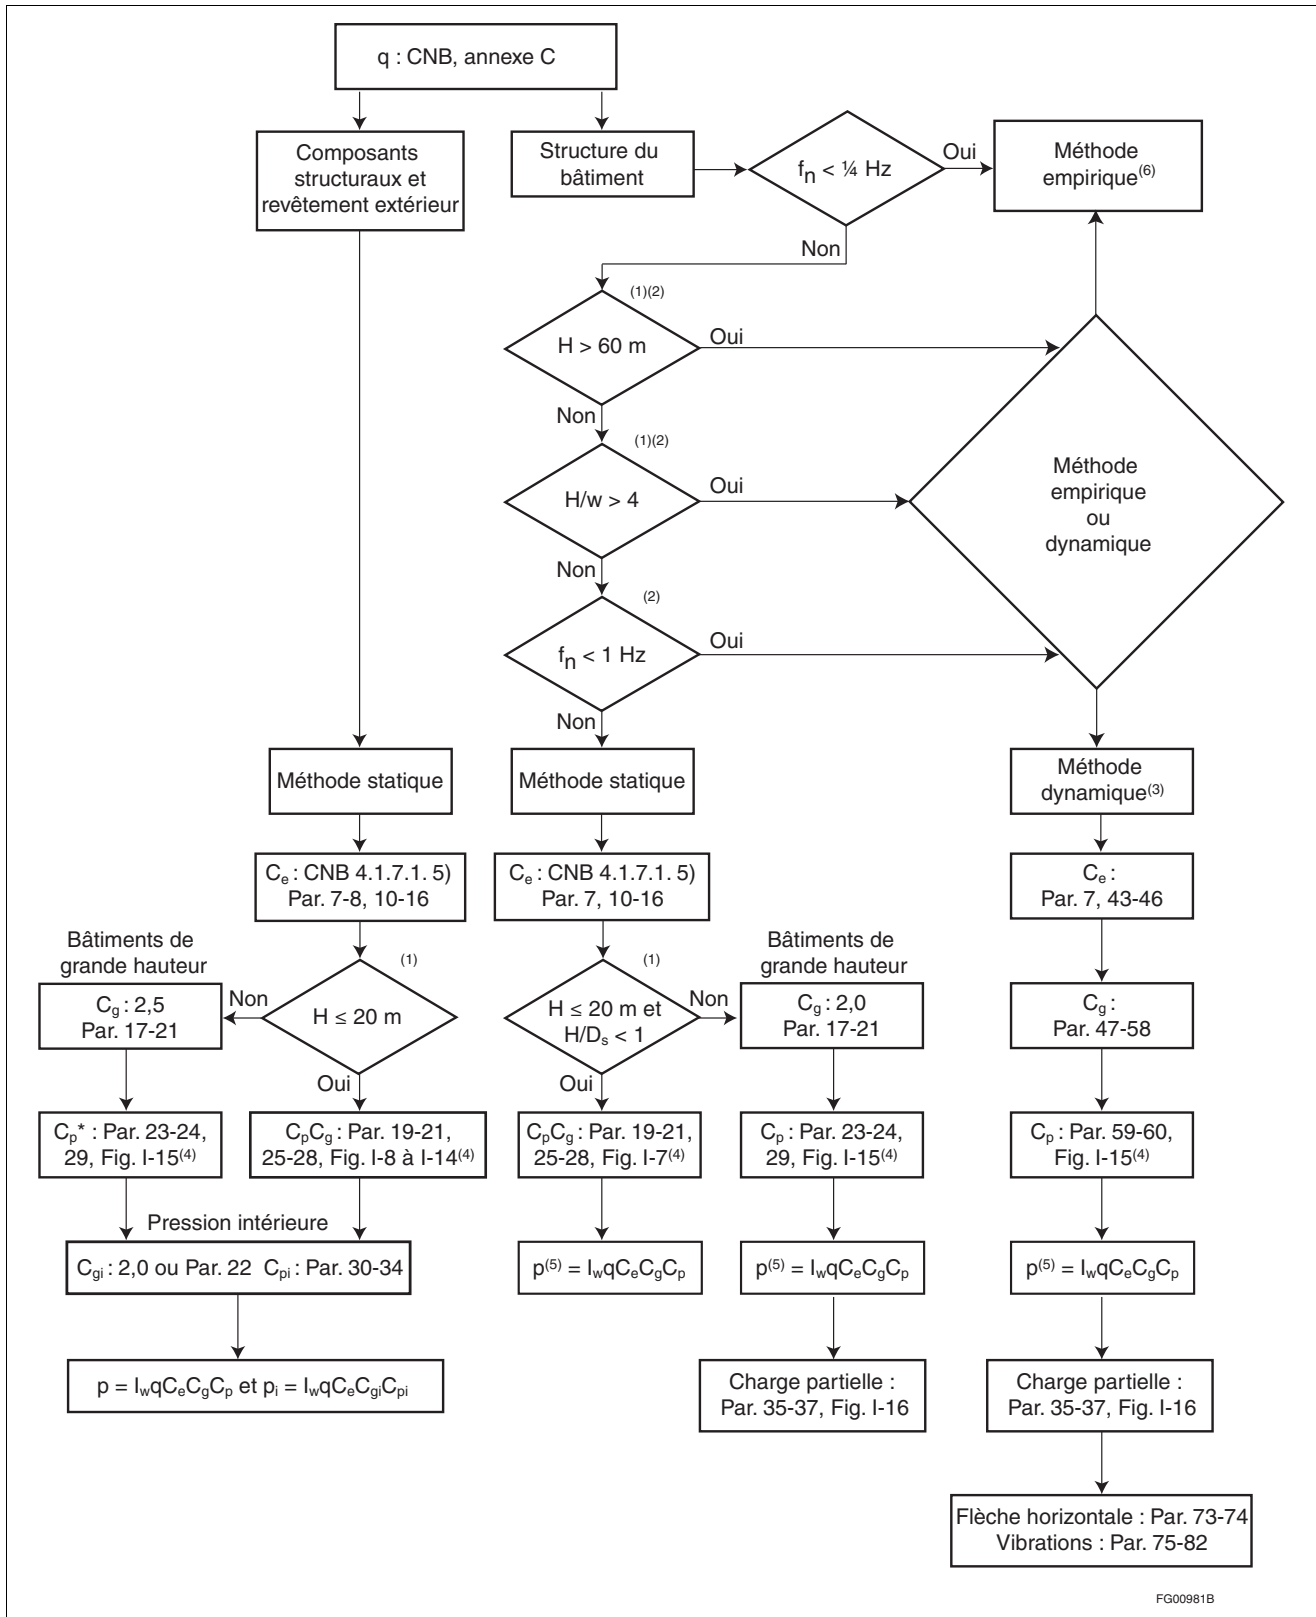 q : CNB, annexe C
Composants
structuraux et
revêtement extérieur
Structure du
bâtiment
fn < ¼ Hz
Oui
Méthode
empirique(6)
Non
(1)(2)
H > 60 m
Oui
Non
(1)(2)
H/w > 4
Oui
Méthode
empirique
ou
dynamique
Non
(2)
fn < 1 Hz
Oui
Non
Méthode statique
Méthode statique
Méthode
dynamique(3)
Ce : CNB 4.1.7.1. 5)
Par. 7-8, 10-16
Ce : CNB 4.1.7.1. 5)
Par. 7, 10-16
Ce :
Par. 7, 43-46
Bâtiments de
grande hauteur
(1)
Cg : 2,5
Par. 17-21
Non
H ≤ 20 m
Oui
(1)
H ≤ 20 m et
H/Ds < 1
Non
Oui
Bâtiments de
grande hauteur
Cg : 2,0
Par. 17-21
Cg :
Par. 47-58
Cp* : Par. 23-24,
29, Fig. I-15(4)
CpCg : Par. 19-21,
25-28, Fig. I-8 à I-14(4)
CpCg : Par. 19-21,
25-28, Fig. I-7(4)
Cp : Par. 23-24,
29, Fig. I-15(4)
Cp : Par. 59-60,
Fig. I-15(4)
Pression intérieure
Cgi : 2,0 ou Par. 22 Cpi : Par. 30-34
p(5) = IwqCeCgCp
p(5) = IwqCeCgCp
p(5) = IwqCeCgCp
p = IwqCeCgCp et pi = IwqCeCgiCpi
Charge partielle :
Par. 35-37, Fig. I-16
Charge partielle :
Par. 35-37, Fig. I-16
Flèche horizontale : Par. 73-74
Vibrations : Par. 75-82
FG00981B